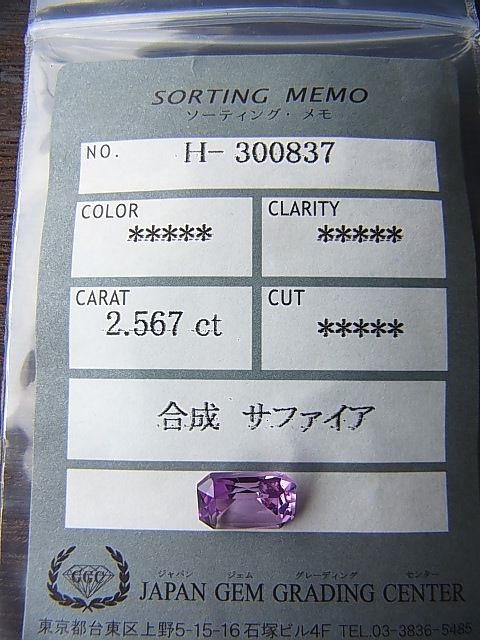 SORTING MEMO
ソーティング・メモ
NO. H-300837
COLOR CLARITY
***** *****
CARAT CUT
2.567 ct *****
合成 サファイア
GGC
ジャパン ジェム グレーディング センター
JAPAN GEM GRADING CENTER
東京都台東区上野5-15-16石塚ビル4F TEL.03-3836-5485